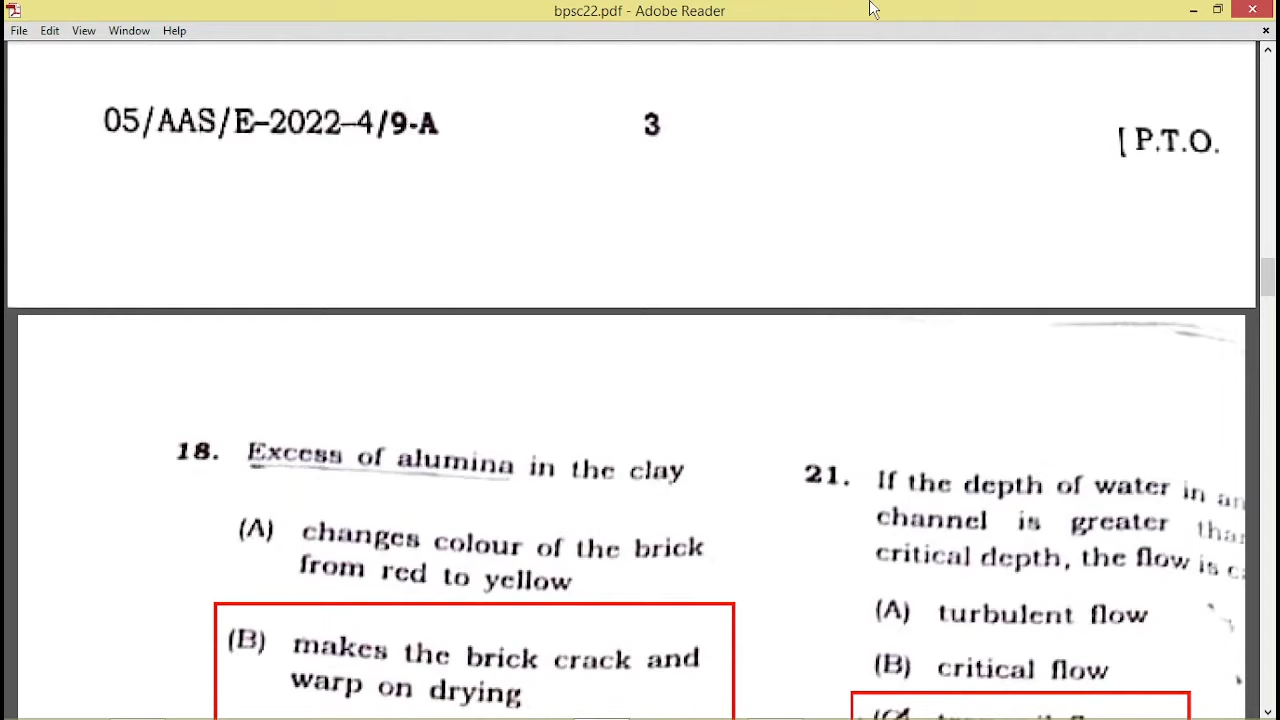 bpsc22.pdf - Adobe Reader
File Edit View Window Help
05/AAS/E-2022-4/9-A 3 [ P.T.O.
18. Excess of alumina in the clay
(A) changes colour of the brick
from red to yellow
(B) makes the brick crack and
warp on drying
21. If the depth of water in an
channel is greater than
critical depth, the flow is
(A) turbulent flow
(B) critical flow